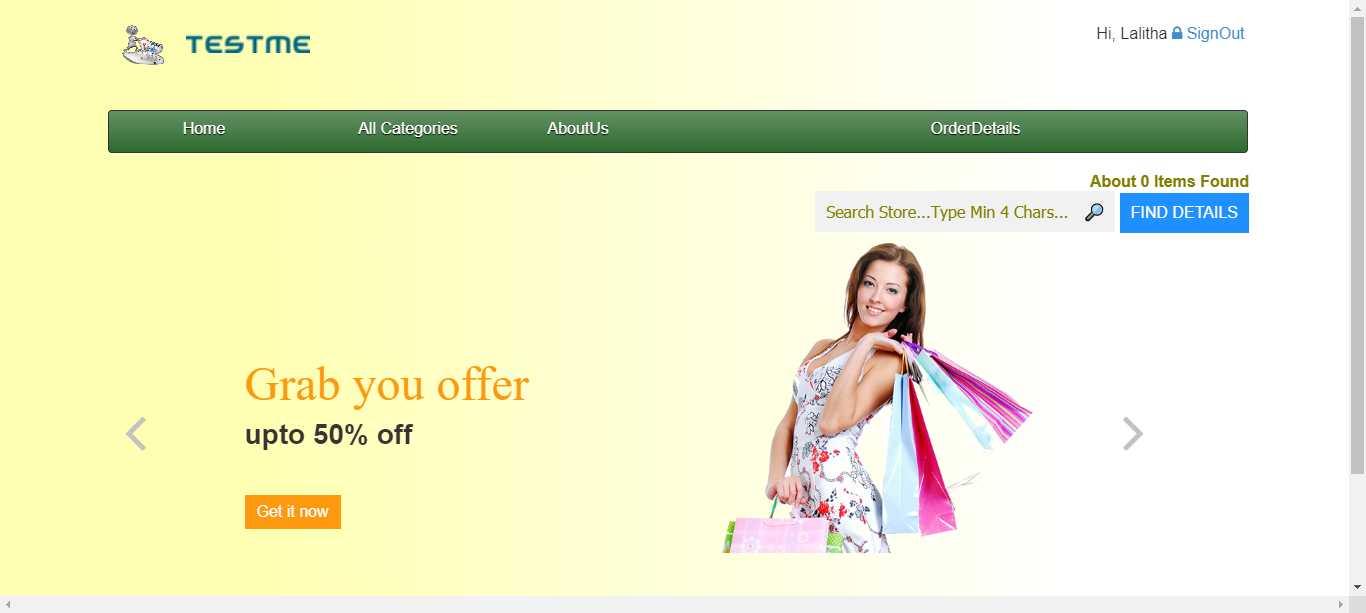 TESTME
Hi, Lalitha SignOut
Home All Categories AboutUs OrderDetails
About 0 Items Found
Search Store...Type Min 4 Chars... FIND DETAILS
Grab you offer
upto 50% off
Get it now